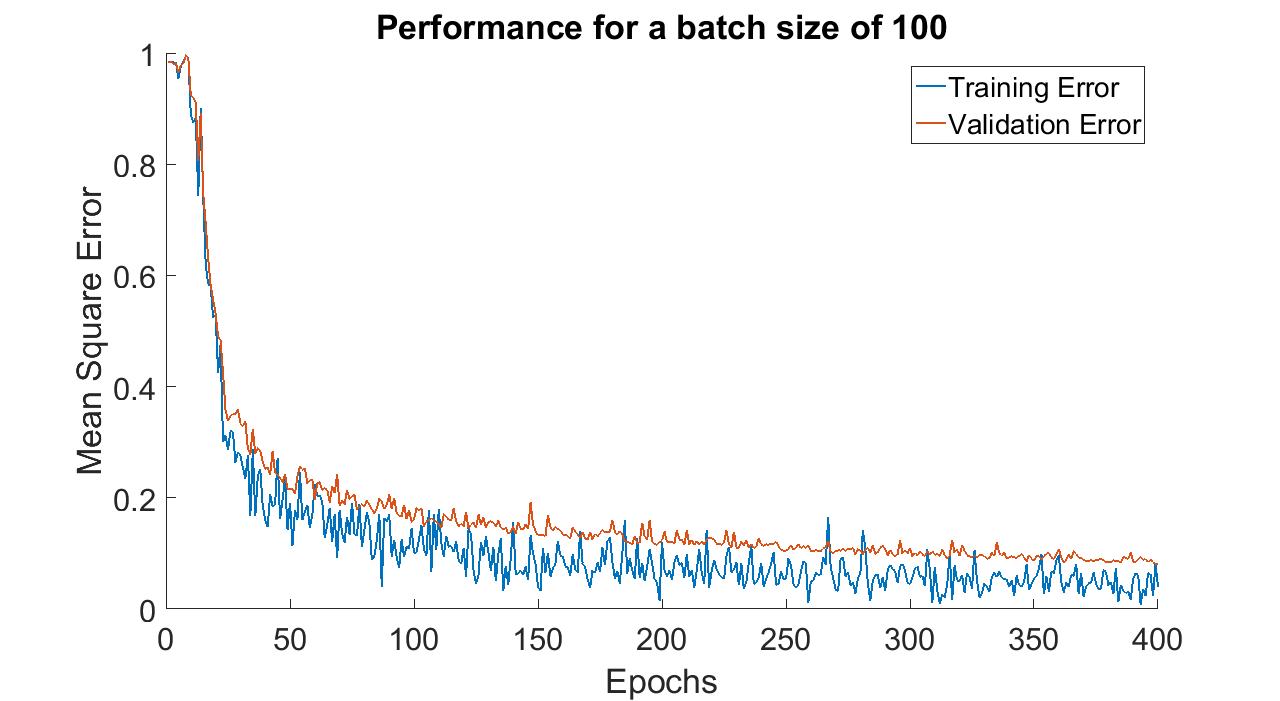 Performance for a batch size of 100
Training Error
Validation Error
Mean Square Error
1
0.8
0.6
0.4
0.2
0
0 50 100 150 200 250 300 350 400
Epochs